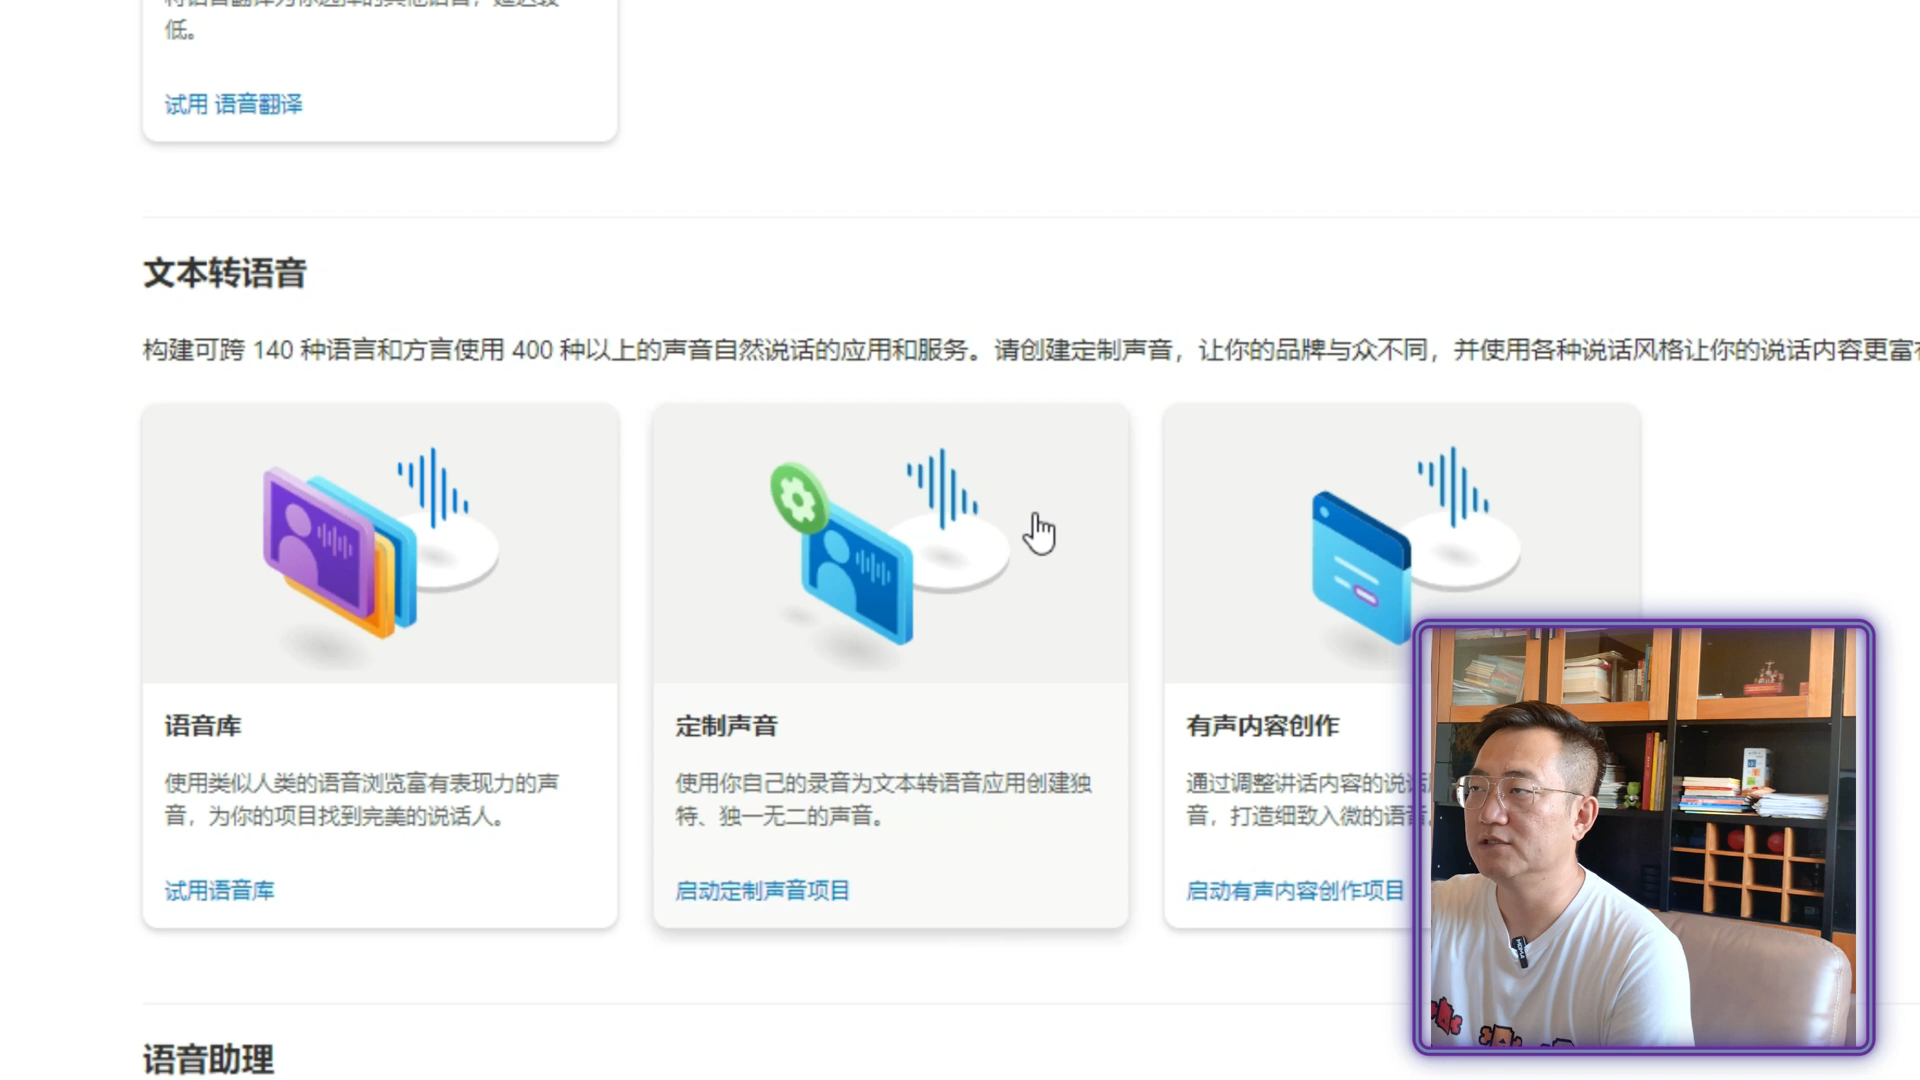 低。
试用 语音翻译
文本转语音
构建可跨 140 种语言和方言使用 400 种以上的声音自然说话的应用和服务。请创建定制声音，让你的品牌与众不同，并使用各种说话风格让你的说话内容更富
语音库
使用类似人类的语音浏览富有表现力的声
音，为你的项目找到完美的说话人。
试用语音库
定制声音
使用你自己的录音为文本转语音应用创建独
特、独一无二的声音。
启动定制声音项目
有声内容创作
通过调整讲话内容的说话
音，打造细致入微的语音
启动有声内容创作项目
语音助理